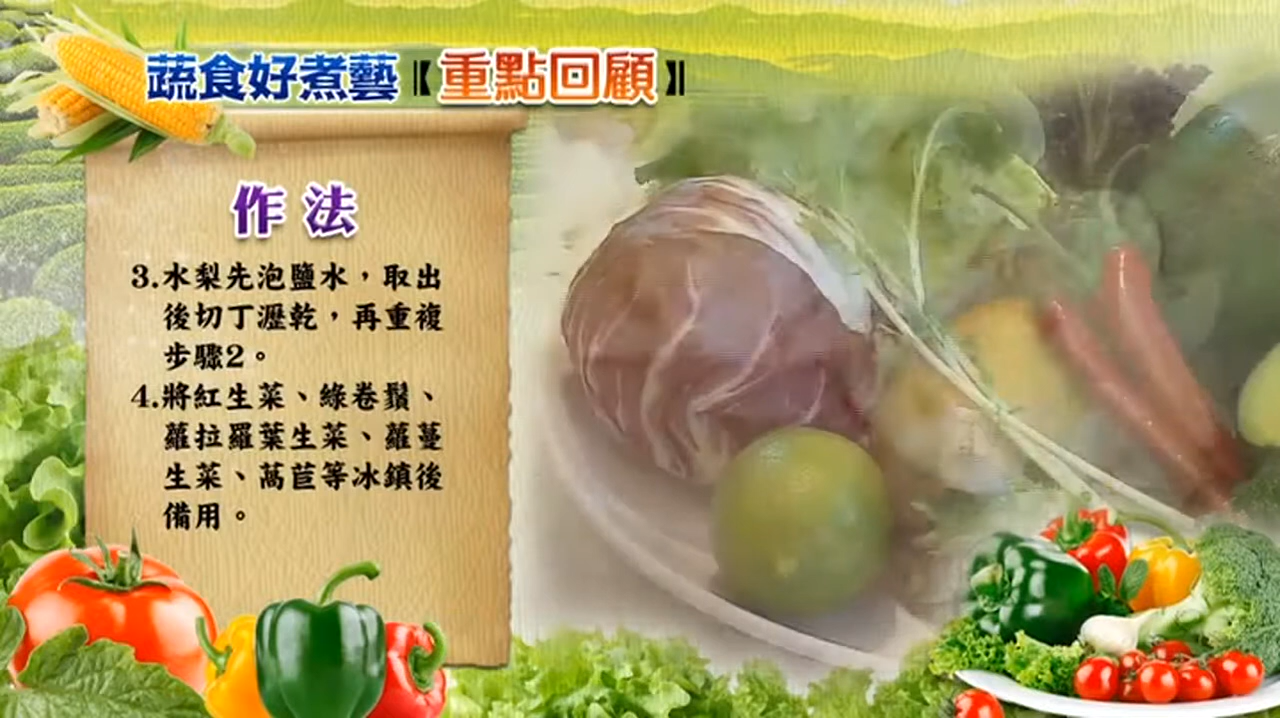 蔬食好煮藝【重點回顧】
作法
3.水梨先泡鹽水，取出
後切丁瀝乾，再重複
步驟2。
4.將紅生菜、綠卷鬚、
蘿拉羅葉生菜、蘿蔓
生菜、萵苣等冰鎮後
備用。